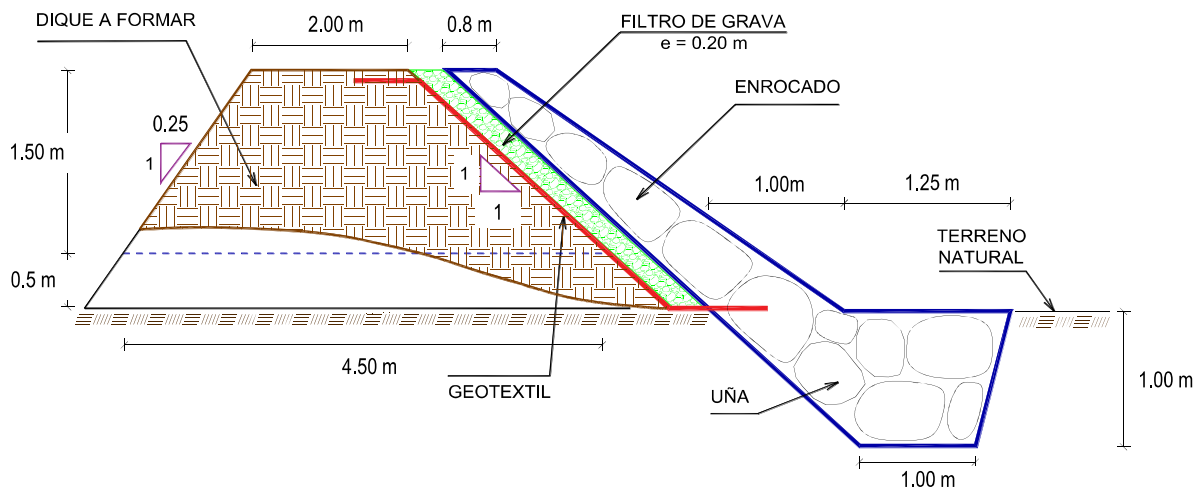 DIQUE A FORMAR
2.00 m
0.8 m
FILTRO DE GRAVA
e = 0.20 m
ENROCADO
0.25
1
1.50 m
1
1
1.00m
1.25 m
TERRENO
NATURAL
0.5 m
4.50 m
GEOTEXTIL
UÑA
1.00 m
1.00 m